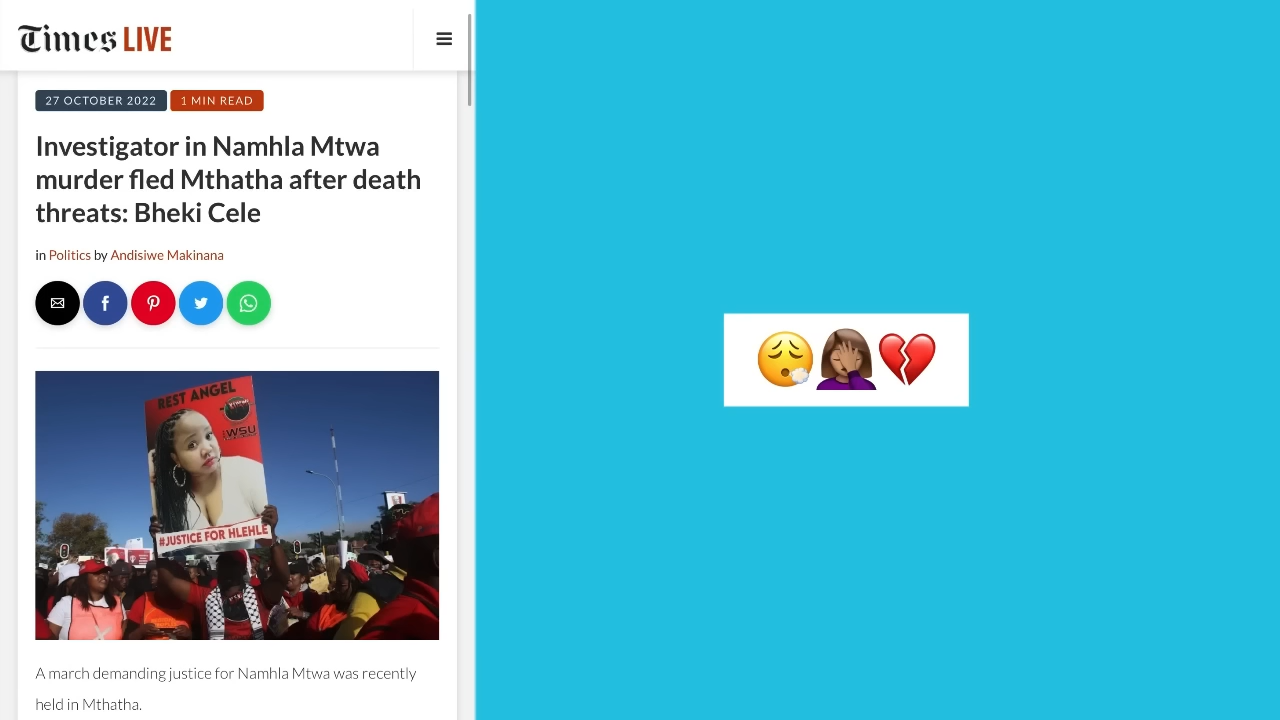 Times LIVE
27 OCTOBER 2022 1 MIN READ
Investigator in Namhla Mtwa
murder fled Mthatha after death
threats: Bheki Cele
in Politics by Andisiwe Makinana
REST ANGEL
WSU
#JUSTICE FOR HLEHLE
A march demanding justice for Namhla Mtwa was recently
held in Mthatha.